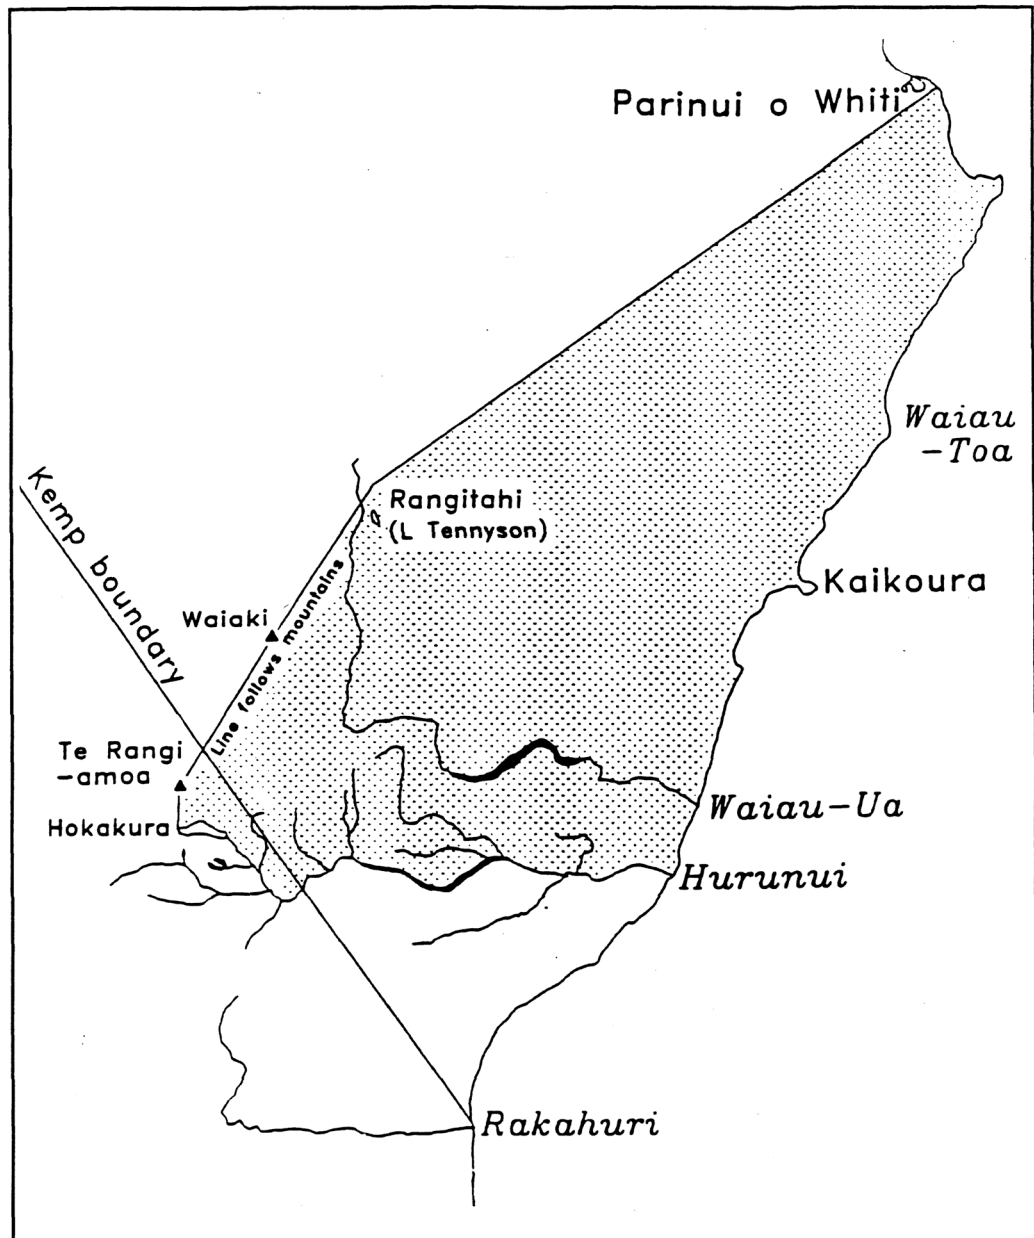 Parinui o Whiti
Waiau
-Toa
Rangitahi
(L Tennyson)
Kemp boundary
Kaikoura
Line follows mountains
Waiaki
Te Rangi
-amoa
Waiau-Ua
Hokakura
Hurunui
Rakahuri